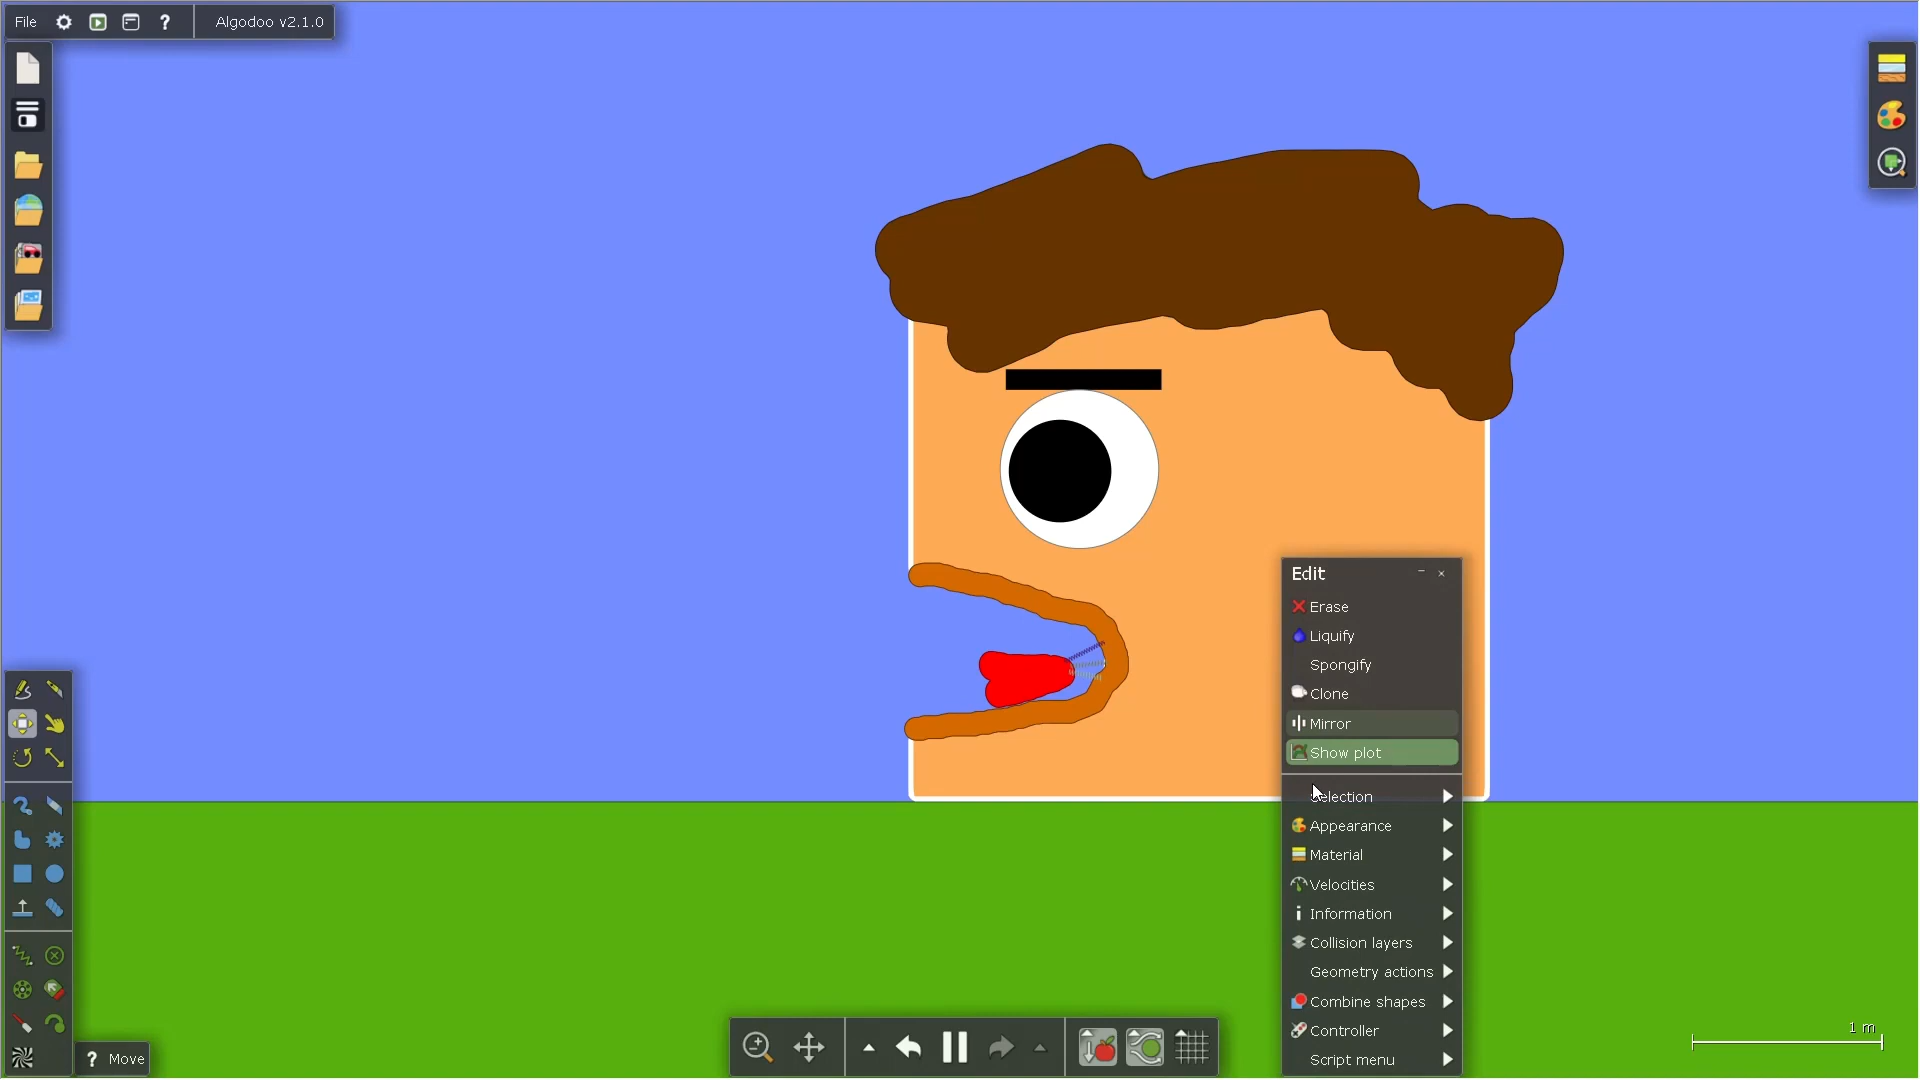 File
?
Algodoo v2.1.0
Edit
Erase
Liquify
Spongify
Clone
Mirror
Show plot
Selection
Appearance
Material
Velocities
Information
Collision layers
Geometry actions
Combine shapes
Controller
Script menu
? Move
1 m